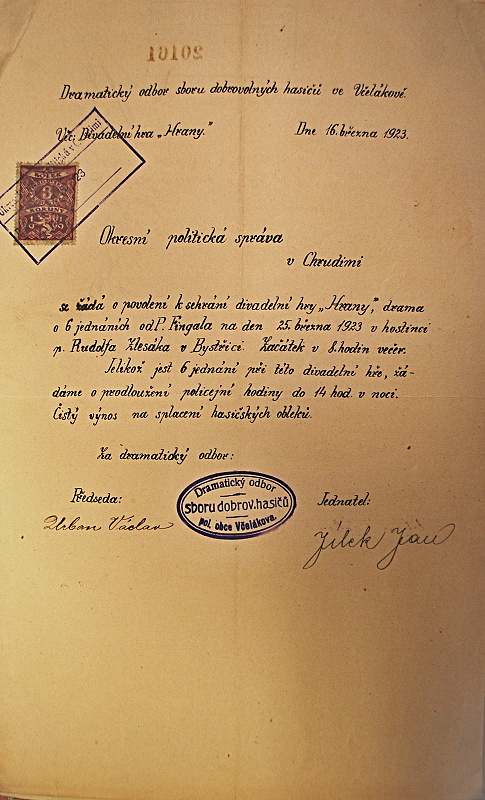 16102
Dramatický odbor sboru dobrovolných hasičů ve Včelákově.
Věc: Divadelní hra „Hrany."
Dne 16. března 1923.
3
KORUNY
Okresní politická správa
v Chrudimi
se žádá o povolení k sehrání divadelní hry „Hrany", drama
o 6 jednáních od P. Fingala na den 25. března 1923 v hostinci
p. Rudolfa Zlesáka v Bystřici. Začátek v 8. hodin večer.
Jelikož jest 6 jednání při této divadelní hře, žá-
dáme o prodloužení policejní hodiny do 14 hod. v noci.
Čistý výnos na splacení hasičských obleků.
Za dramatický odbor:
Předseda:
Jednatel:
Dramatický odbor
sboru dobrov. hasičů
pol. obce Včelákova.
Urban Václav
Jílek Jan